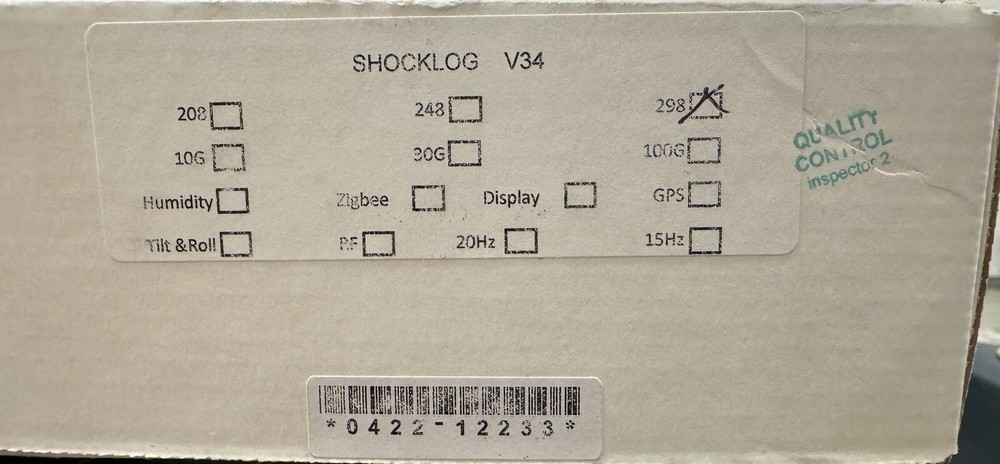 SHOCKLOG V34
208 248 298
10G 30G 100G
Humidity Zigbee Display GPS
Tilt &Roll RF 20Hz 15Hz
QUALITY
CONTROL
inspector 2
*0422-12233*